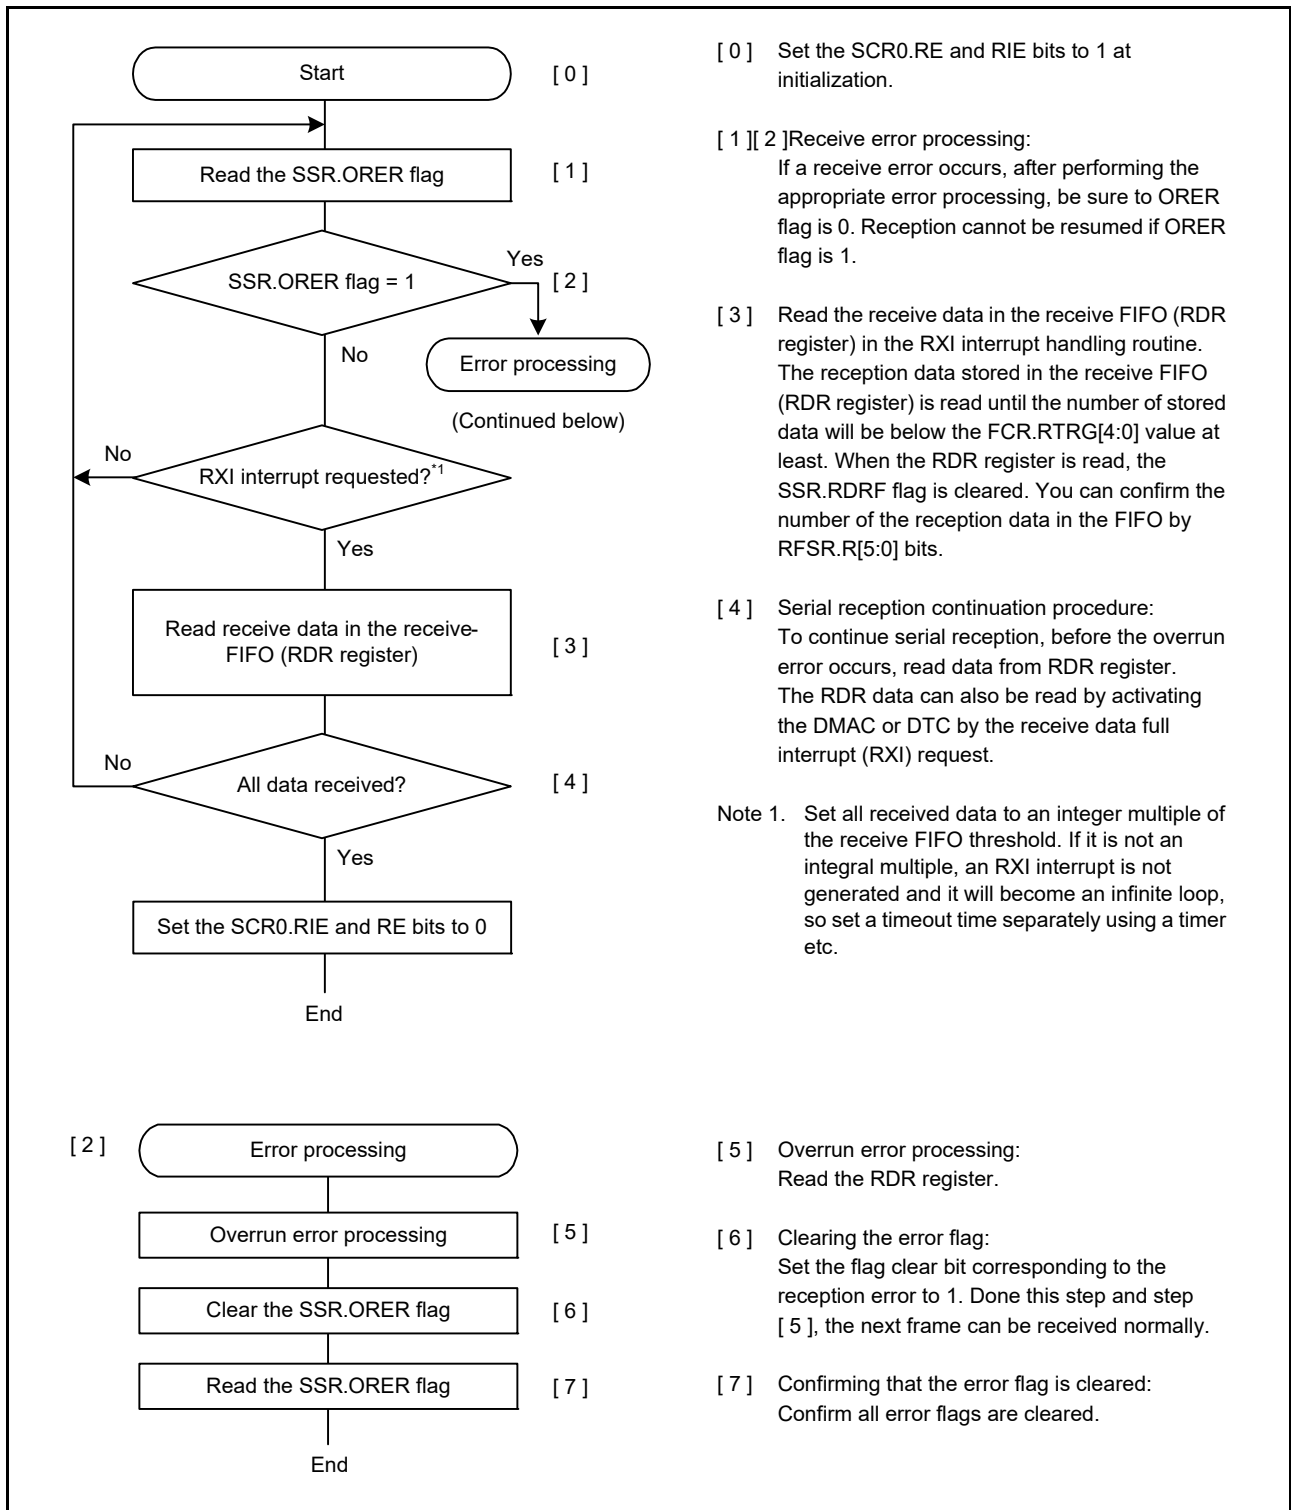 Start
[ 0 ]
Read the SSR.ORER flag
[ 1 ]
SSR.ORER flag = 1
Yes
[ 2 ]
No
Error processing
(Continued below)
No
RXI interrupt requested?*1
Yes
Read receive data in the receive-
FIFO (RDR register)
[ 3 ]
No
All data received?
[ 4 ]
Yes
Set the SCR0.RIE and RE bits to 0
End
[ 0 ] Set the SCR0.RE and RIE bits to 1 at
initialization.
[ 1 ][ 2 ]Receive error processing:
If a receive error occurs, after performing the
appropriate error processing, be sure to ORER
flag is 0. Reception cannot be resumed if ORER
flag is 1.
[ 3 ] Read the receive data in the receive FIFO (RDR
register) in the RXI interrupt handling routine.
The reception data stored in the receive FIFO
(RDR register) is read until the number of stored
data will be below the FCR.RTRG[4:0] value at
least. When the RDR register is read, the
SSR.RDRF flag is cleared. You can confirm the
number of the reception data in the FIFO by
RFSR.R[5:0] bits.
[ 4 ] Serial reception continuation procedure:
To continue serial reception, before the overrun
error occurs, read data from RDR register.
The RDR data can also be read by activating
the DMAC or DTC by the receive data full
interrupt (RXI) request.
Note 1. Set all received data to an integer multiple of
the receive FIFO threshold. If it is not an
integral multiple, an RXI interrupt is not
generated and it will become an infinite loop,
so set a timeout time separately using a timer
etc.
[ 2 ]
Error processing
Overrun error processing
[ 5 ]
Clear the SSR.ORER flag
[ 6 ]
Read the SSR.ORER flag
[ 7 ]
End
[ 5 ] Overrun error processing:
Read the RDR register.
[ 6 ] Clearing the error flag:
Set the flag clear bit corresponding to the
reception error to 1. Done this step and step
[ 5 ], the next frame can be received normally.
[ 7 ] Confirming that the error flag is cleared:
Confirm all error flags are cleared.